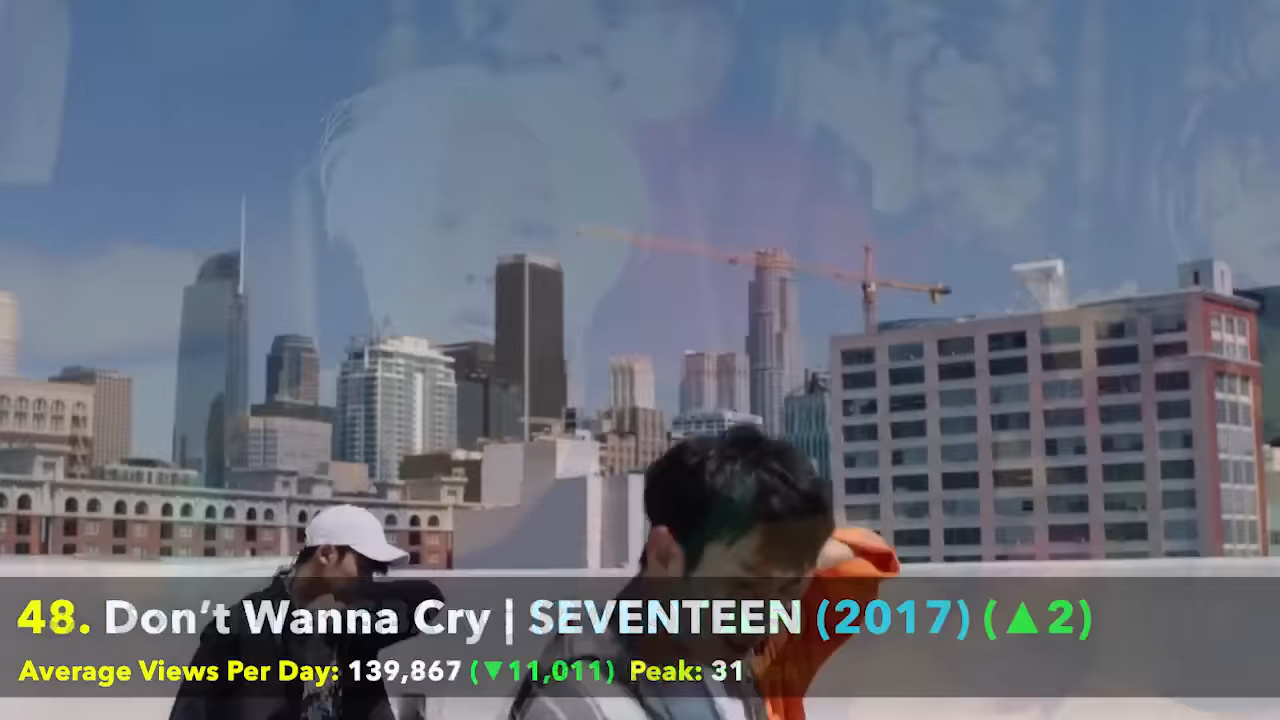 48. Don’t Wanna Cry | SEVENTEEN (2017) (▲2)
Average Views Per Day: 139,867 (▼11,011) Peak: 31